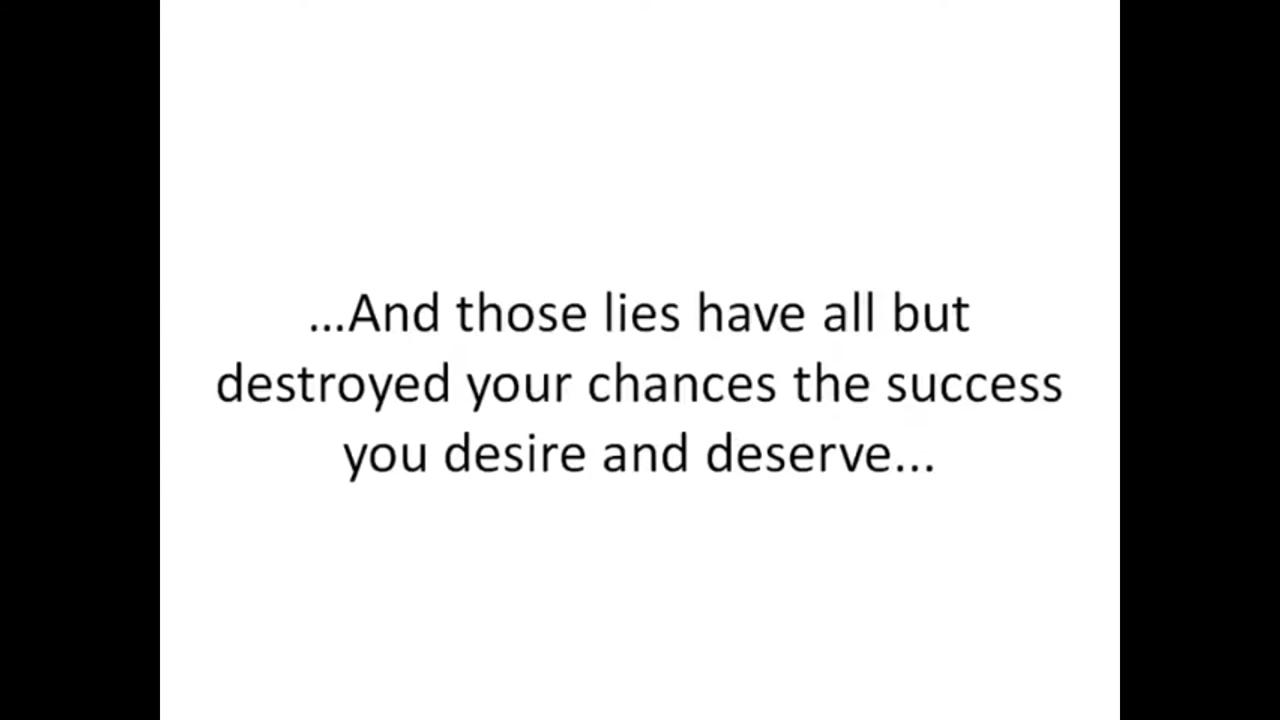 ...And those lies have all but
destroyed your chances the success
you desire and deserve...